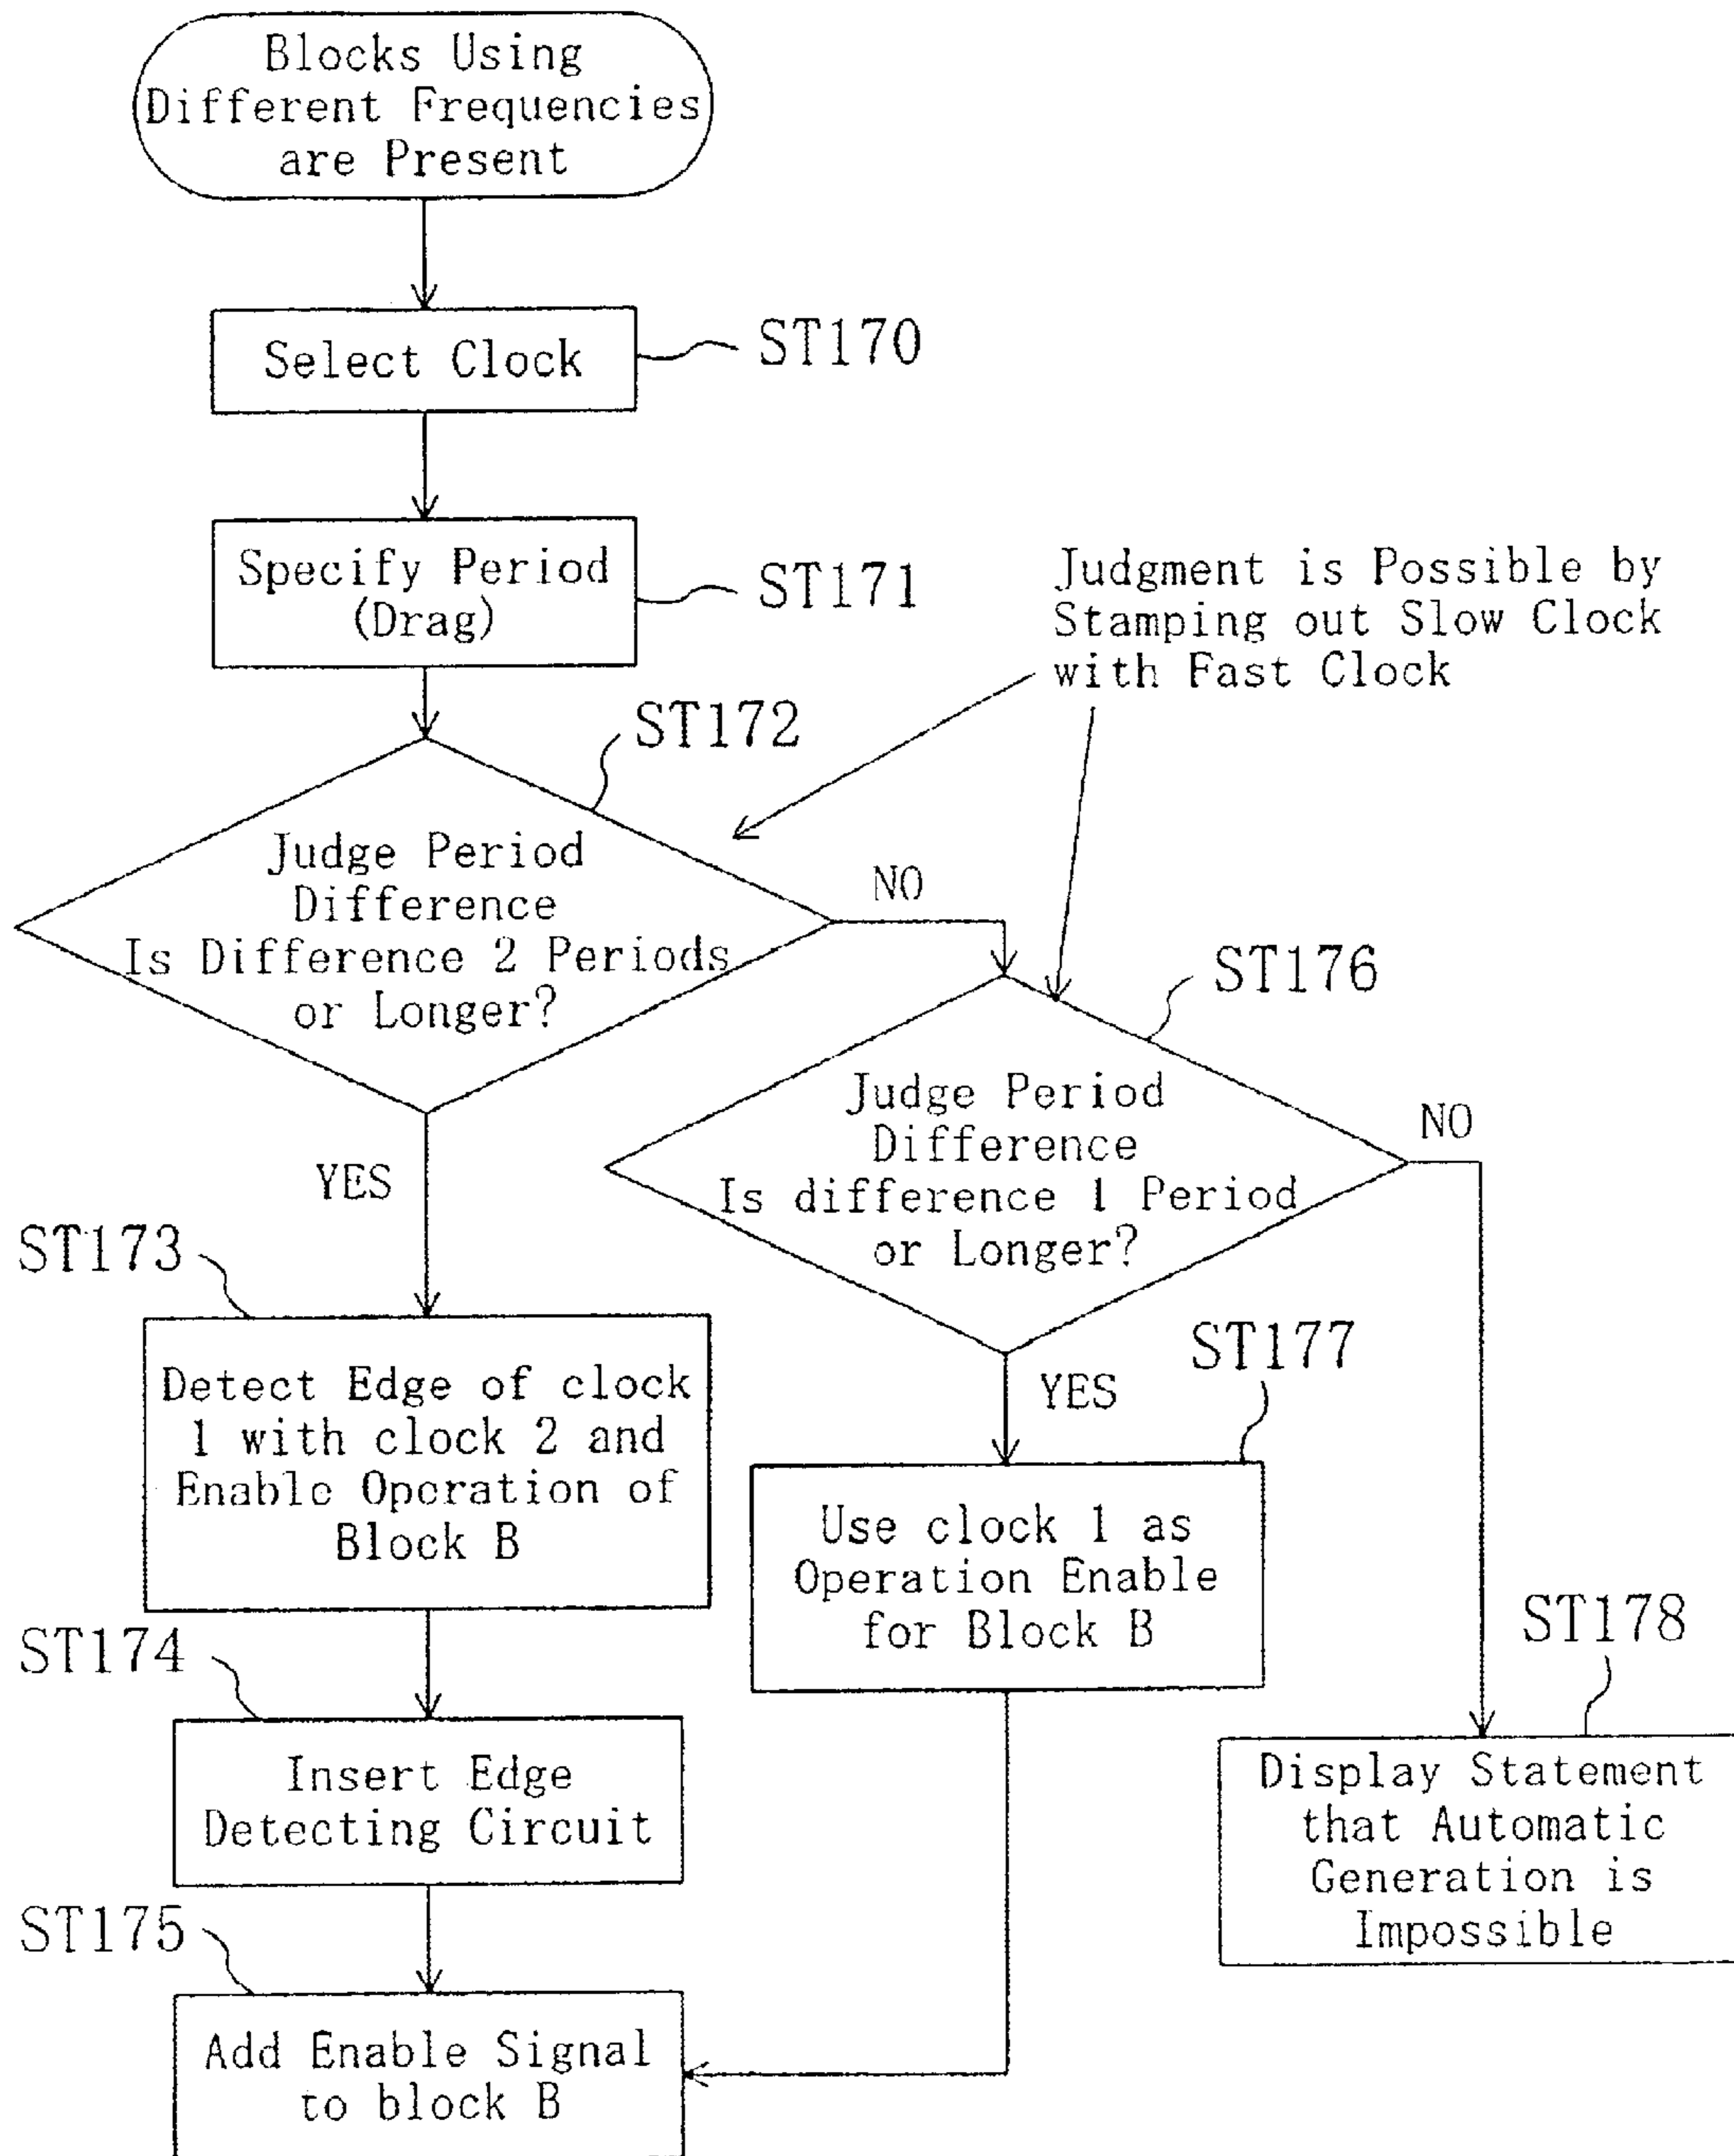 Blocks Using
Different Frequencies
are Present
Select Clock
ST170
Specify Period
(Drag)
ST171
Judgment is Possible by
Stamping out Slow Clock
with Fast Clock
ST172
Judge Period
Difference
Is Difference 2 Periods
or Longer?
NO
YES
ST176
Judge Period
Difference
Is difference 1 Period
or Longer?
NO
YES
ST173
Detect Edge of clock
1 with clock 2 and
Enable Operation of
Block B
ST177
Use clock 1 as
Operation Enable
for Block B
ST174
Insert Edge
Detecting Circuit
ST178
Display Statement
that Automatic
Generation is
Impossible
ST175
Add Enable Signal
to block B